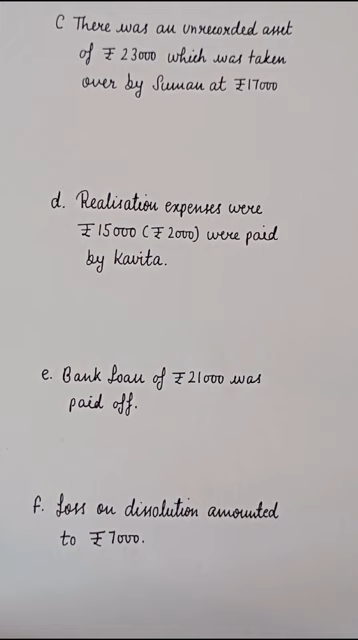 C There was an unrecorded asset
of ₹ 23000 which was taken
over by Suman at ₹17000
d. Realisation expenses were
₹15000 (₹2000) were paid
by Kavita.
e. Bank Loan of ₹21000 was
paid off.
f. Loss on dissolution amounted
to ₹7000.